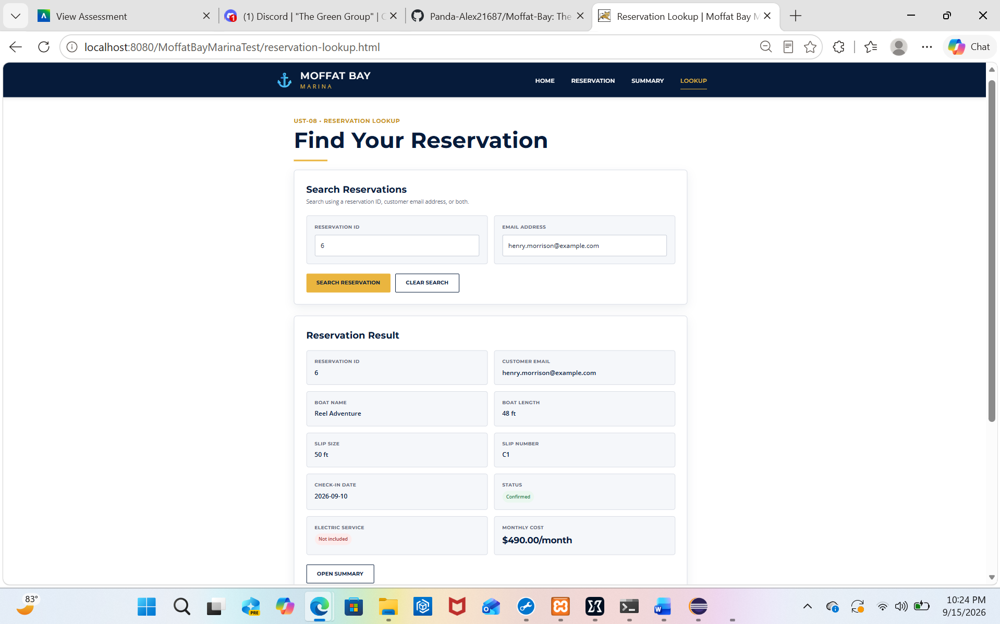 View Assessment
(1) Discord | "The Green Group" | C
Panda-Alex21687/Moffat-Bay: The
Reservation Lookup | Moffat Bay M
localhost:8080/MoffatBayMarinaTest/reservation-lookup.html
Chat
MOFFAT BAY
MARINA
HOME
RESERVATION
SUMMARY
LOOKUP
UST-08 • RESERVATION LOOKUP
Find Your Reservation
Search Reservations
Search using a reservation ID, customer email address, or both.
RESERVATION ID
EMAIL ADDRESS
6
henry.morrison@example.com
SEARCH RESERVATION
CLEAR SEARCH
Reservation Result
RESERVATION ID
6
CUSTOMER EMAIL
henry.morrison@example.com
BOAT NAME
Reel Adventure
BOAT LENGTH
48 ft
SLIP SIZE
50 ft
SLIP NUMBER
C1
CHECK-IN DATE
2026-09-10
STATUS
Confirmed
ELECTRIC SERVICE
Not included
MONTHLY COST
$490.00/month
OPEN SUMMARY
83°
PRE
10:24 PM
9/15/2026